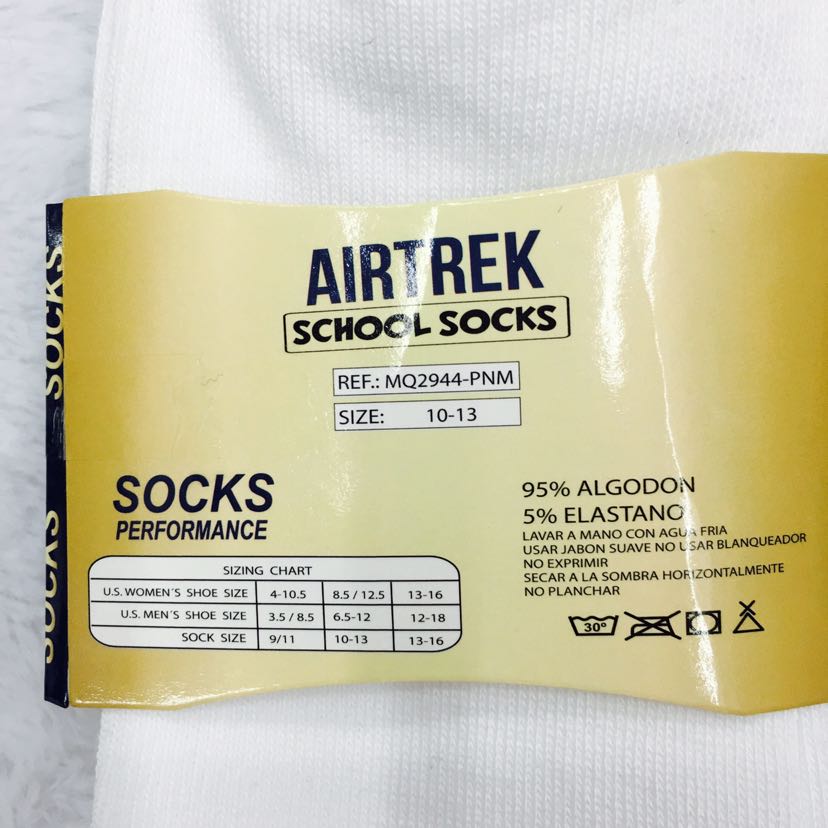 SOCKS
SOCKS
AIRTREK
SCHOOL SOCKS
REF.: MQ2944-PNM
SIZE: 10-13
SOCKS
PERFORMANCE
SIZING CHART
U.S. WOMEN´S SHOE SIZE 4-10.5 8.5 / 12.5 13-16
U.S. MEN´S SHOE SIZE 3.5 / 8.5 6.5-12 12-18
SOCK SIZE 9/11 10-13 13-16
95% ALGODON
5% ELASTANO
LAVAR A MANO CON AGUA FRIA
USAR JABON SUAVE NO USAR BLANQUEADOR
NO EXPRIMIR
SECAR A LA SOMBRA HORIZONTALMENTE
NO PLANCHAR
30°